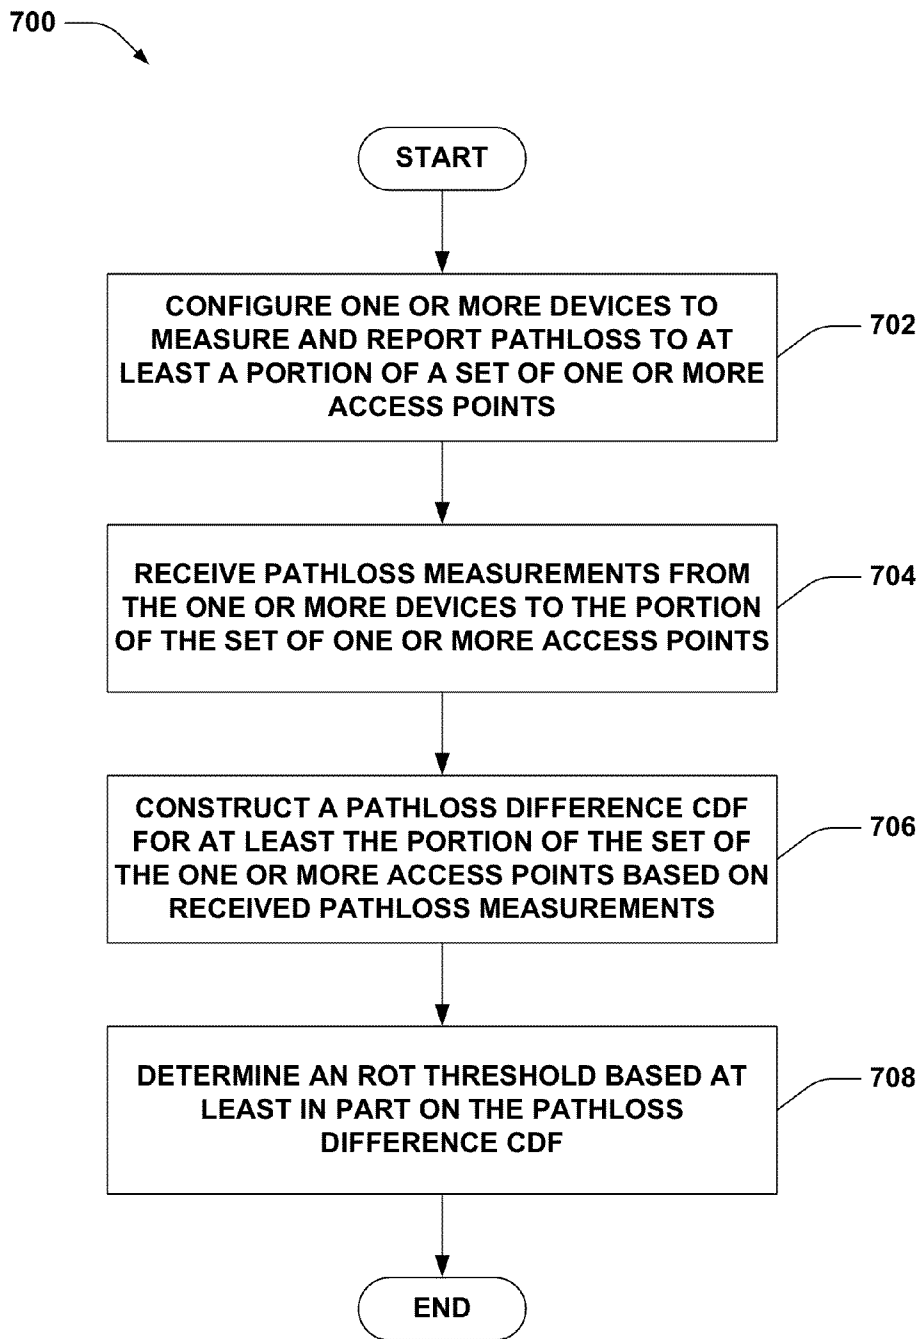 700
START
CONFIGURE ONE OR MORE DEVICES TO
MEASURE AND REPORT PATHLOSS TO AT
LEAST A PORTION OF A SET OF ONE OR MORE
ACCESS POINTS
702
RECEIVE PATHLOSS MEASUREMENTS FROM
THE ONE OR MORE DEVICES TO THE PORTION
OF THE SET OF ONE OR MORE ACCESS POINTS
704
CONSTRUCT A PATHLOSS DIFFERENCE CDF
FOR AT LEAST THE PORTION OF THE SET OF
THE ONE OR MORE ACCESS POINTS BASED ON
RECEIVED PATHLOSS MEASUREMENTS
706
DETERMINE AN ROT THRESHOLD BASED AT
LEAST IN PART ON THE PATHLOSS
DIFFERENCE CDF
708
END